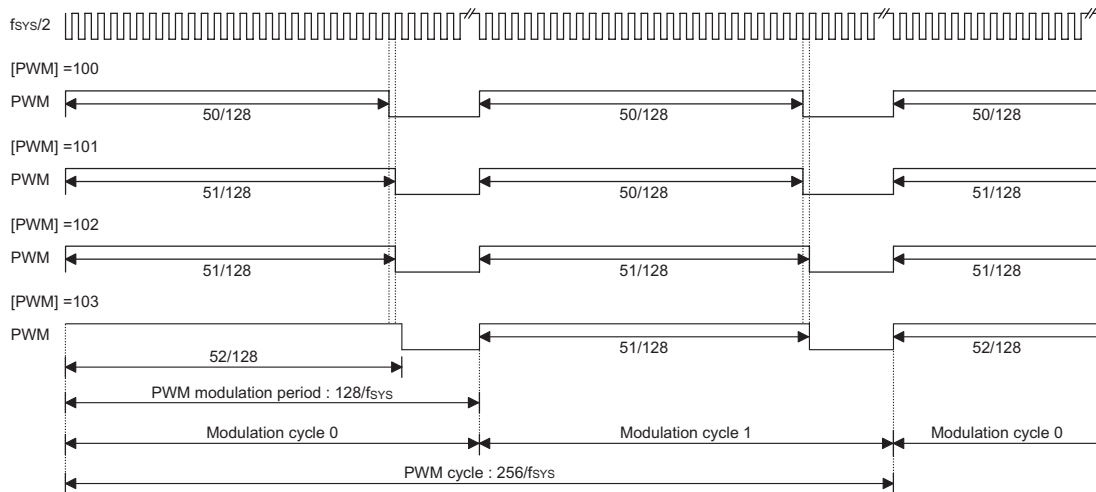 fSYS/2
[PWM] =100
PWM
50/128 50/128 50/128
[PWM] =101
PWM
51/128 50/128 51/128
[PWM] =102
PWM
51/128 51/128 51/128
[PWM] =103
PWM
52/128 51/128 52/128
PWM modulation period : 128/fSYS
Modulation cycle 0 Modulation cycle 1 Modulation cycle 0
PWM cycle : 256/fSYS